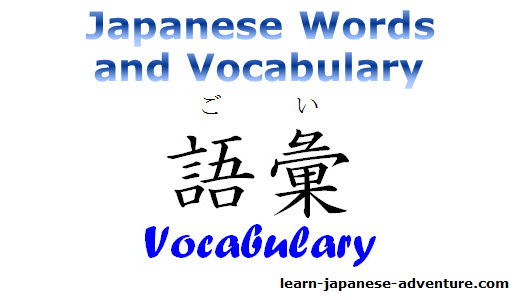 Japanese Words
and Vocabulary
ご い
語彙
Vocabulary
learn-japanese-adventure.com